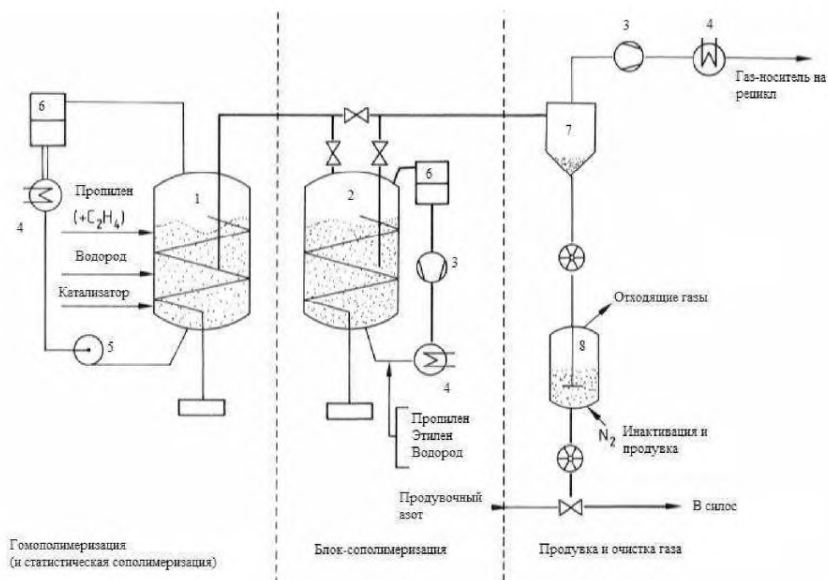 3
4
Газ-носитель на
рецикл
6
7
6
Пропилен
(+C₂H₄)
4
1
2
Водород
3
Катализатор
Отходящие газы
5
8
4
Пропилен
Этилен
Водород
N₂
Инактивация и
продувка
Продувочный
азот
В силос
Гомополимеризация
(и статистическая сополимеризация)
Блок-сополимеризация
Продувка и очистка газа